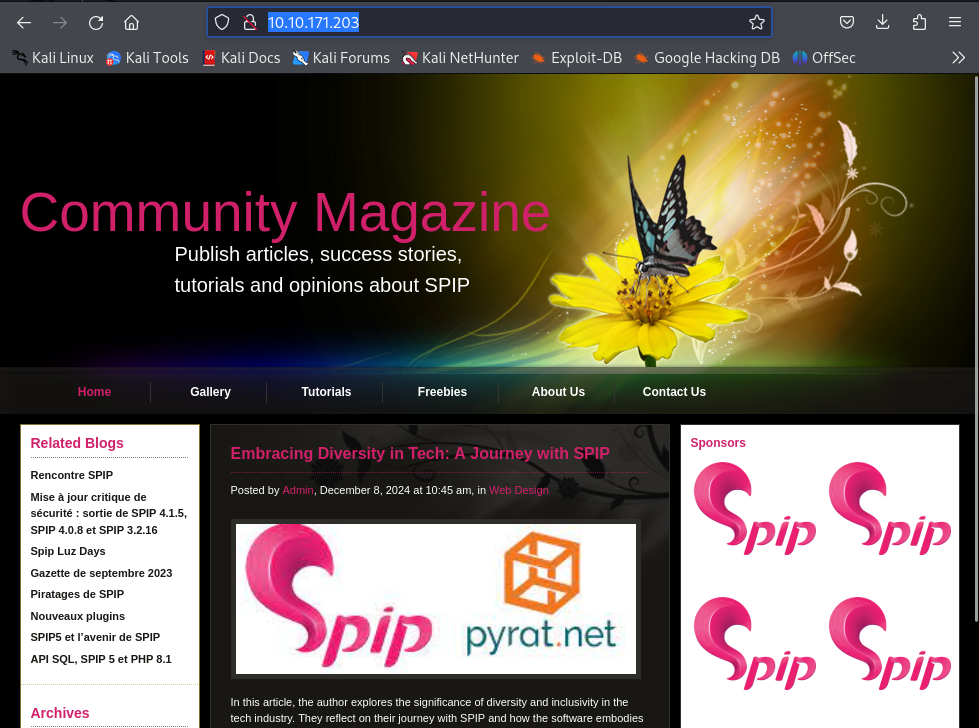 10.10.171.203
Kali Linux Kali Tools Kali Docs Kali Forums Kali NetHunter Exploit-DB Google Hacking DB OffSec
Community Magazine
Publish articles, success stories,
tutorials and opinions about SPIP
Home Gallery Tutorials Freebies About Us Contact Us
Related Blogs
Rencontre SPIP
Mise à jour critique de
sécurité : sortie de SPIP 4.1.5,
SPIP 4.0.8 et SPIP 3.2.16
Spip Luz Days
Gazette de septembre 2023
Piratages de SPIP
Nouveaux plugins
SPIP5 et l'avenir de SPIP
API SQL, SPIP 5 et PHP 8.1
Archives
Embracing Diversity in Tech: A Journey with SPIP
Posted by Admin, December 8, 2024 at 10:45 am, in Web Design
Spip
pyrat.net
In this article, the author explores the significance of diversity and inclusivity in the
tech industry. They reflect on their journey with SPIP and how the software embodies
Sponsors
Spip Spip
Spip Spip